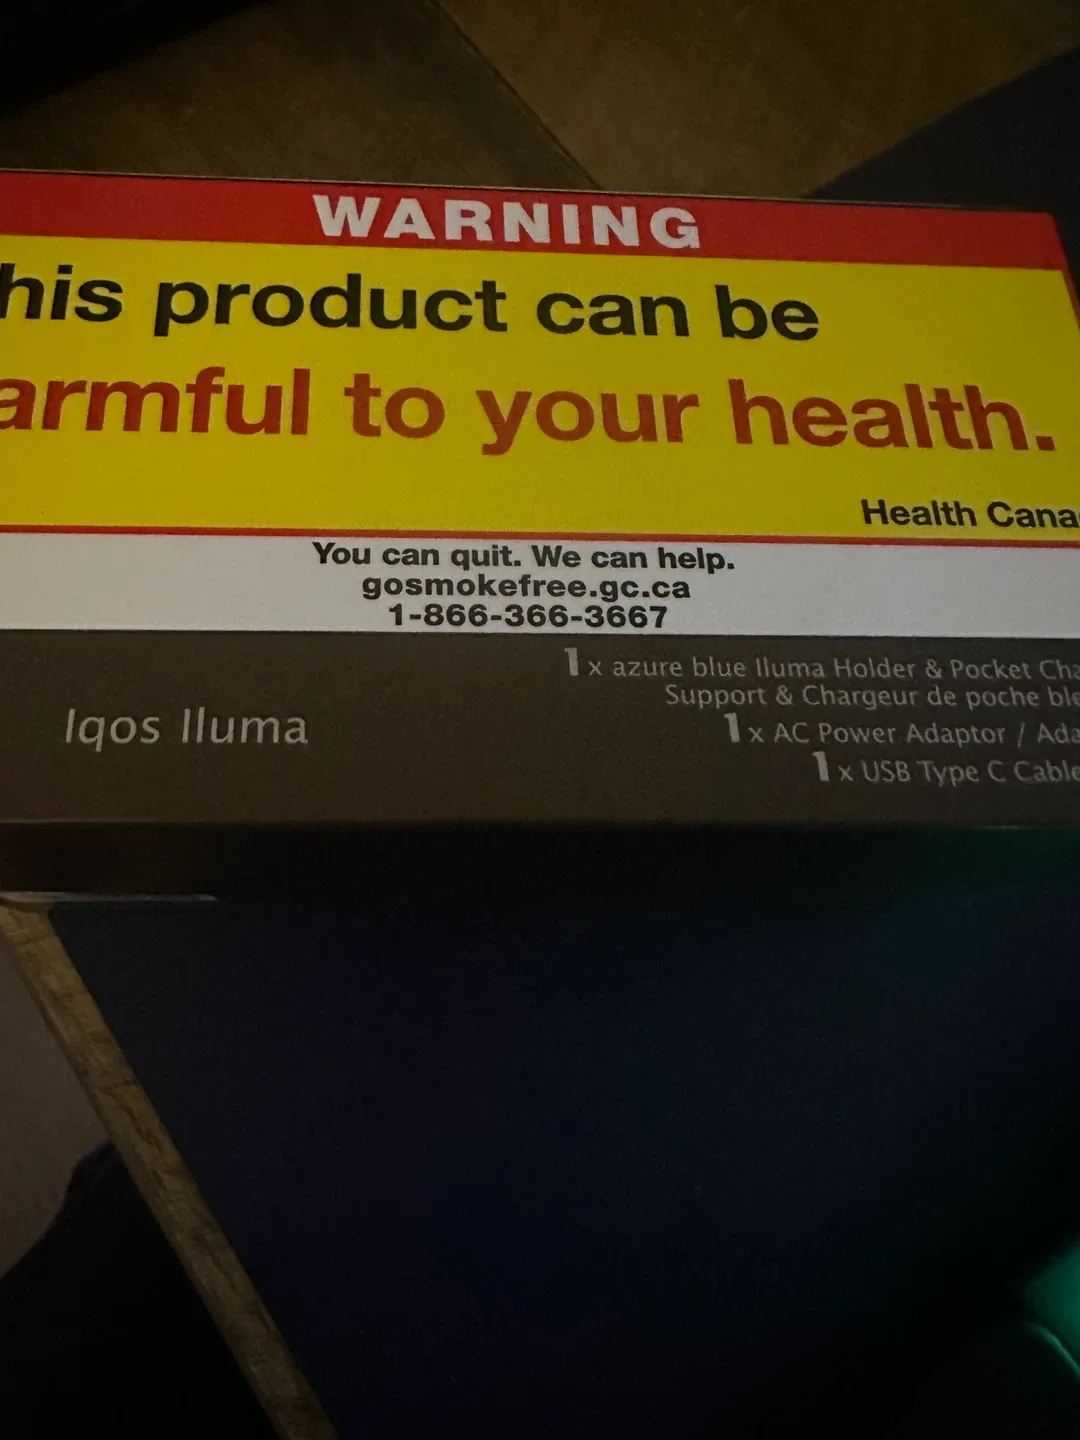 WARNING
his product can be
armful to your health.
Health Cana
You can quit. We can help.
gosmokefree.gc.ca
1-866-366-3667
1 x azure blue Iluma Holder & Pocket Cha
Support & Chargeur de poche ble
Iqos Iluma
1 x AC Power Adaptor / Ada
1 x USB Type C Cable